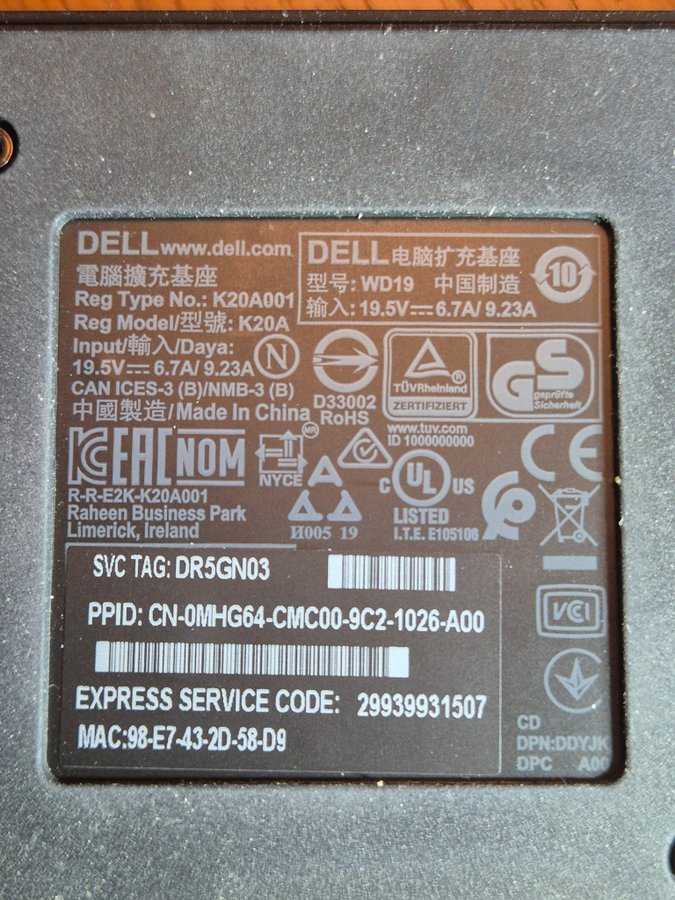 DELL www.dell.com
電腦擴充基座
Reg Type No.: K20A001
Reg Model/型號: K20A
Input/輸入/Daya:
19.5V⎓6.7A/ 9.23A
CAN ICES-3 (B)/NMB-3 (B)
中國製造/Made In China
DELL 电脑扩充基座
型号: WD19 中国制造
输入: 19.5V⎓6.7A/ 9.23A
10
N
D33002
RoHS
TÜVRheinland
ZERTIFIZIERT
www.tuv.com
ID 1000000000
GS
geprüfte
Sicherheit
EAC
NOM
NYCE
MR
И005 19
C UL US
LISTED
I.T.E. E105106
CE
R-R-E2K-K20A001
Raheen Business Park
Limerick, Ireland
SVC TAG: DR5GN03
PPID: CN-0MHG64-CMC00-9C2-1026-A00
EXPRESS SERVICE CODE: 29939931507
MAC:98-E7-43-2D-58-D9
VCCI
CD
DPN:DDYJK
DPC A00